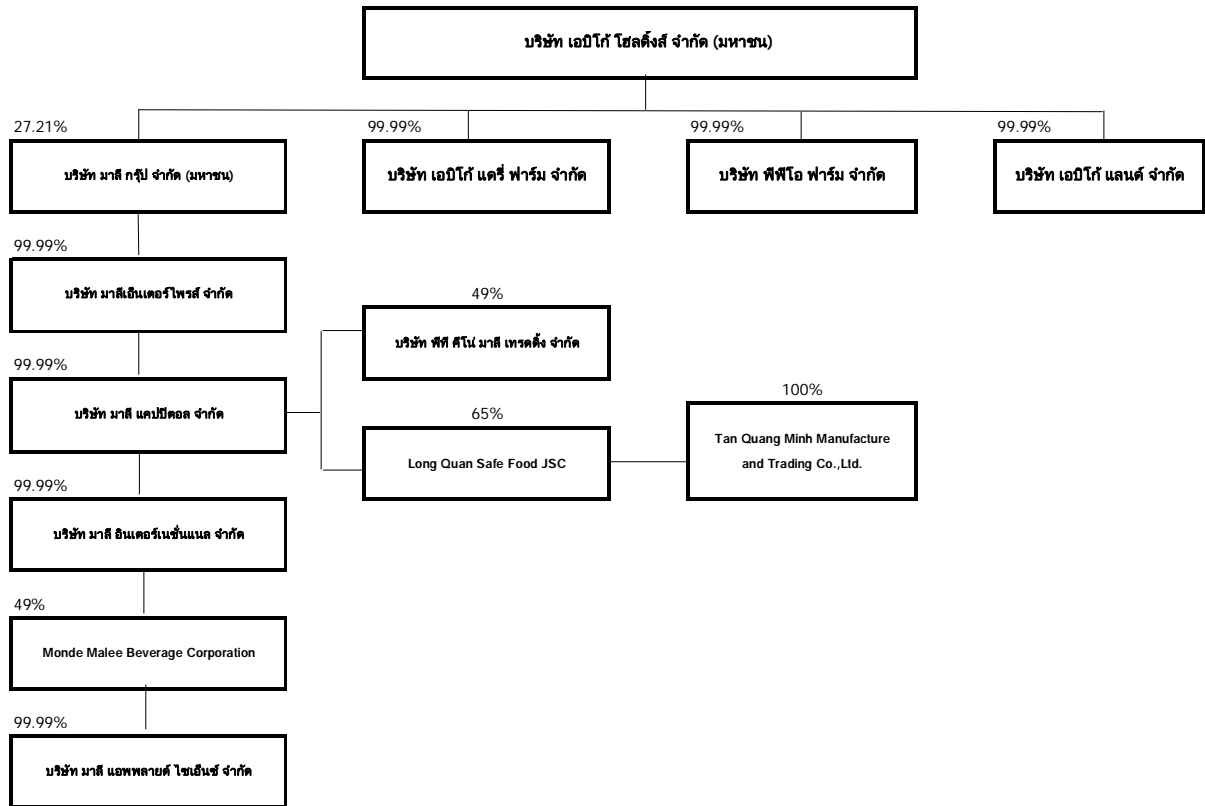 บริษัท เอบิโก้ โฮลดิ้งส์ จำกัด (มหาชน)
27.21%
99.99%
99.99%
99.99%
บริษัท มาลี กรุ๊ป จำกัด (มหาชน)
บริษัท เอบิโก้ แดรี่ ฟาร์ม จำกัด
บริษัท พีพีโอ ฟาร์ม จำกัด
บริษัท เอบิโก้ แลนด์ จำกัด
99.99%
บริษัท มาลีเอ็นเตอร์ไพรส์ จำกัด
49%
บริษัท พีที คีโน่ มาลี เทรดดิ้ง จำกัด
99.99%
บริษัท มาลี แคปปิตอล จำกัด
65%
Long Quan Safe Food JSC
100%
Tan Quang Minh Manufacture
and Trading Co.,Ltd.
99.99%
บริษัท มาลี อินเตอร์เนชั่นแนล จำกัด
49%
Monde Malee Beverage Corporation
99.99%
บริษัท มาลี แอพพลายด์ ไซเอ็นซ์ จำกัด